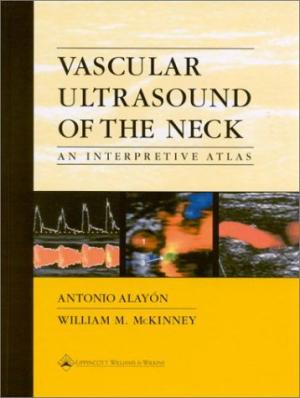 VASCULAR
ULTRASOUND
OF THE NECK
AN INTERPRETIVE ATLAS
ANTONIO ALAYÓN
WILLIAM M. MCKINNEY
LIPPINCOTT WILLIAMS & WILKINS